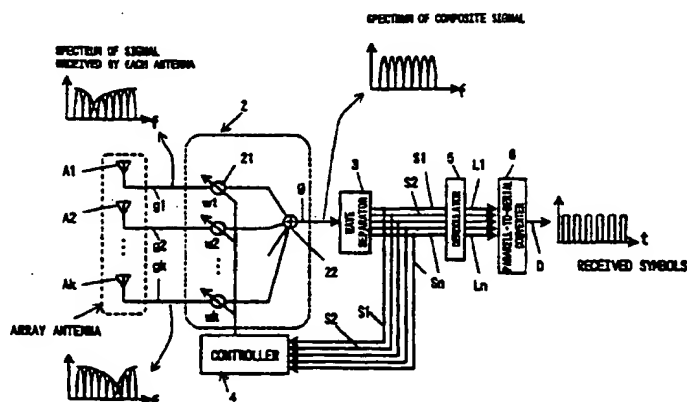 SPECTRUM OF COMPOSITE SIGNAL
SPECTRUM OF SIGNAL
RECEIVED BY EACH ANTENNA
f
f
2
A1
g1
21
w1
A2
g2
w2
Ak
gk
wk
22
g
3
WAVE
SEPARATOR
S1
S2
Sn
5
DEMODULATOR
L1
Ln
6
PARALLEL-TO-SERIAL
CONVERTER
D
t
RECEIVED SYMBOLS
ARRAY ANTENNA
S1
S2
CONTROLLER
4
f